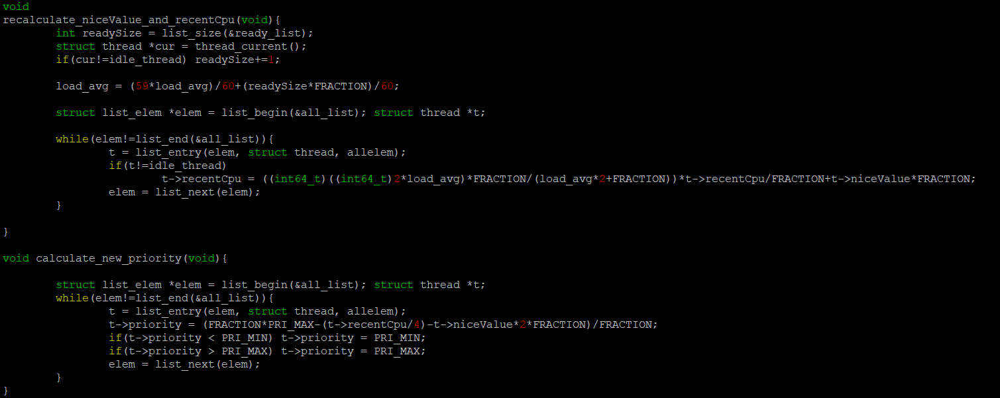 void
recalculate_niceValue_and_recentCpu(void){
        int readySize = list_size(&ready_list);
        struct thread *cur = thread_current();
        if(cur!=idle_thread) readySize+=1;

        load_avg = (59*load_avg)/60+(readySize*FRACTION)/60;

        struct list_elem *elem = list_begin(&all_list); struct thread *t;

        while(elem!=list_end(&all_list)){
                t = list_entry(elem, struct thread, allelem);
                if(t!=idle_thread)
                        t->recentCpu = ((int64_t)((int64_t)2*load_avg)*FRACTION/(load_avg*2+FRACTION))*t->recentCpu/FRACTION+t->niceValue*FRACTION;
                elem = list_next(elem);
        }

}

void calculate_new_priority(void){

        struct list_elem *elem = list_begin(&all_list); struct thread *t;
        while(elem!=list_end(&all_list)){
                t = list_entry(elem, struct thread, allelem);
                t->priority = (FRACTION*PRI_MAX-(t->recentCpu/4)-t->niceValue*2*FRACTION)/FRACTION;
                if(t->priority < PRI_MIN) t->priority = PRI_MIN;
                if(t->priority > PRI_MAX) t->priority = PRI_MAX;
                elem = list_next(elem);
        }
}